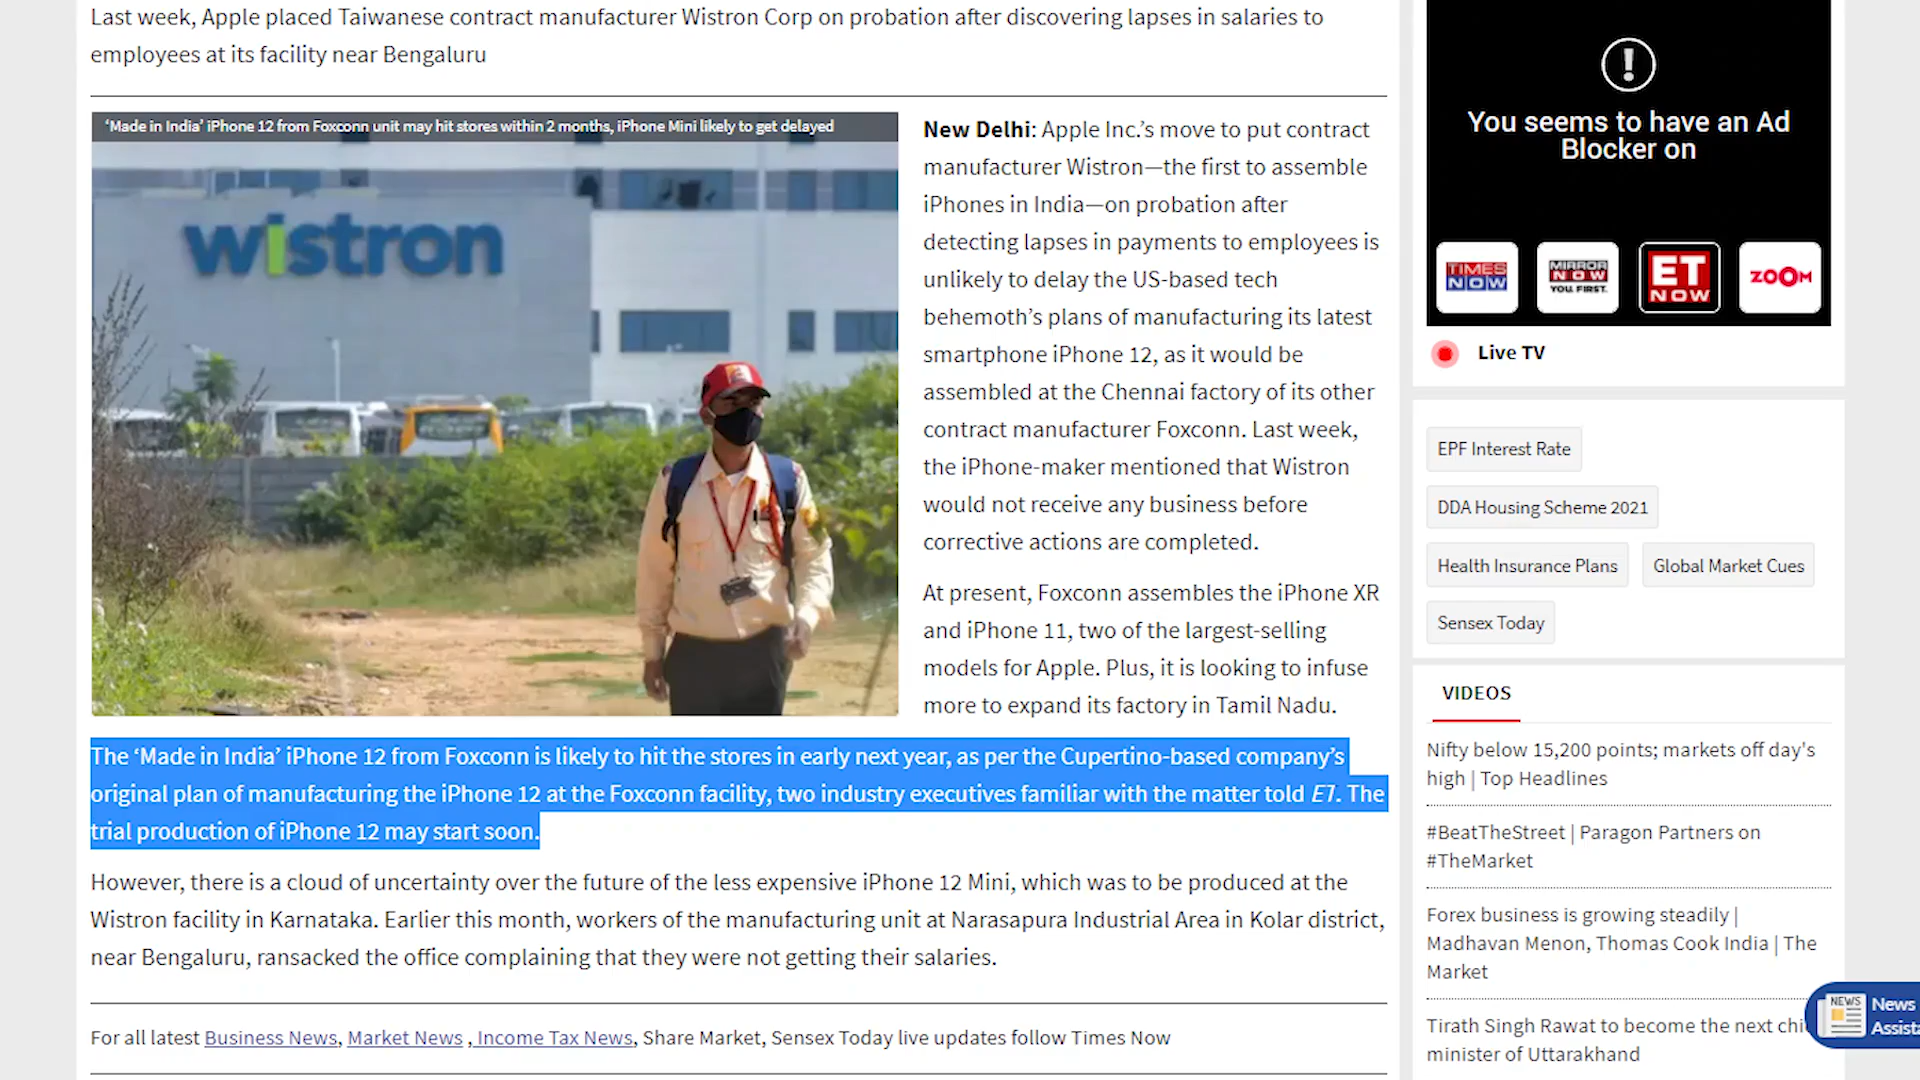 Last week, Apple placed Taiwanese contract manufacturer Wistron Corp on probation after discovering lapses in salaries to
employees at its facility near Bengaluru
‘Made in India’ iPhone 12 from Foxconn unit may hit stores within 2 months, iPhone Mini likely to get delayed
wistron
New Delhi: Apple Inc.’s move to put contract
manufacturer Wistron—the first to assemble
iPhones in India—on probation after
detecting lapses in payments to employees is
unlikely to delay the US-based tech
behemoth’s plans of manufacturing its latest
smartphone iPhone 12, as it would be
assembled at the Chennai factory of its other
contract manufacturer Foxconn. Last week,
the iPhone-maker mentioned that Wistron
would not receive any business before
corrective actions are completed.
At present, Foxconn assembles the iPhone XR
and iPhone 11, two of the largest-selling
models for Apple. Plus, it is looking to infuse
more to expand its factory in Tamil Nadu.
The ‘Made in India’ iPhone 12 from Foxconn is likely to hit the stores in early next year, as per the Cupertino-based company’s
original plan of manufacturing the iPhone 12 at the Foxconn facility, two industry executives familiar with the matter told ET. The
trial production of iPhone 12 may start soon.
However, there is a cloud of uncertainty over the future of the less expensive iPhone 12 Mini, which was to be produced at the
Wistron facility in Karnataka. Earlier this month, workers of the manufacturing unit at Narasapura Industrial Area in Kolar district,
near Bengaluru, ransacked the office complaining that they were not getting their salaries.
For all latest Business News, Market News , Income Tax News, Share Market, Sensex Today live updates follow Times Now
You seems to have an Ad
Blocker on
TIMES
NOW
MIRROR
NOW
YOU. FIRST.
ET
NOW
ZOOM
Live TV
EPF Interest Rate
DDA Housing Scheme 2021
Health Insurance Plans
Global Market Cues
Sensex Today
VIDEOS
Nifty below 15,200 points; markets off day's
high | Top Headlines
#BeatTheStreet | Paragon Partners on
#TheMarket
Forex business is growing steadily |
Madhavan Menon, Thomas Cook India | The
Market
Tirath Singh Rawat to become the next
minister of Uttarakhand
NEWS
News